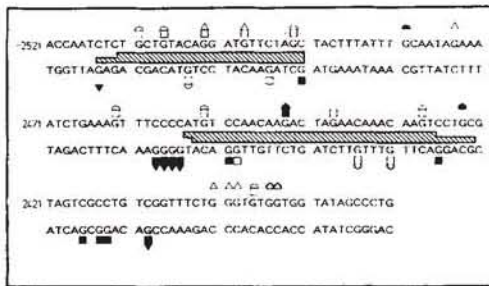 -2521 ACCAATCTCT GCTGTACAGG ATGTTCTAGC TACTTTATTT GCAATAGAAA
TGGTTAGAGA CGACATGTCC TACAAGATCG ATGAAATAAA CGTTATCTTT
2471 ATCTGAAAGT TTCCCCATGT CCAACAAGAC TAGAACAAAC AAGTCCTGCG
TAGACTTTCA AAGGGGTACA GGTTGTTCTG ATCTTGTTTG TTCAGGACGC
2421 TAGTCGCCTG TCGGTTTCTG GGTGTGGTGG TATAGCCCTG
ATCAGCGGAC AGCCAAAGAC CCACACCACC ATATCGGGAC